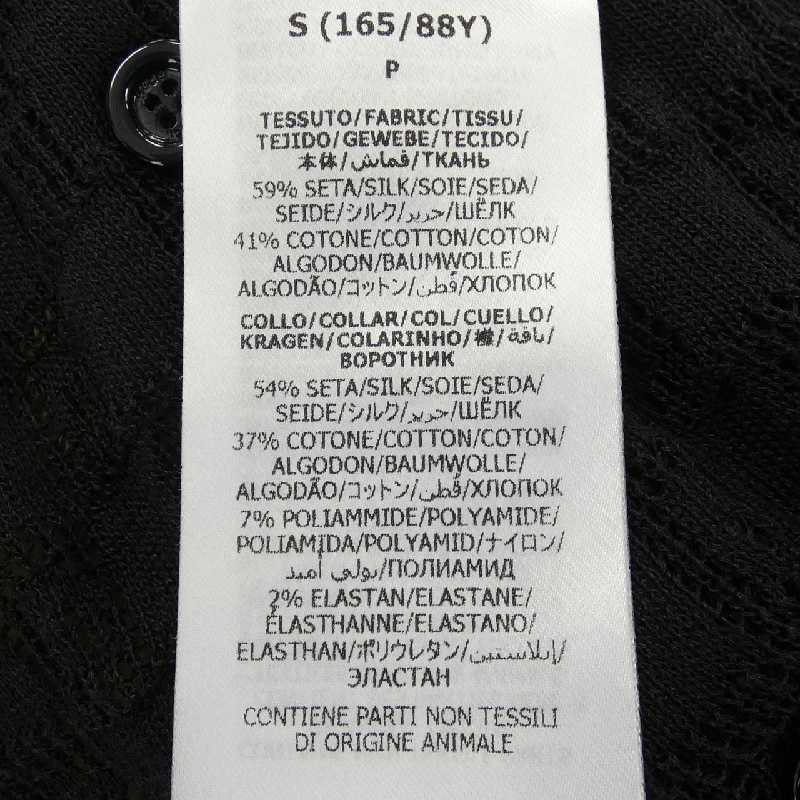 S (165/88Y)
P
TESSUTO/FABRIC/TISSU/
TEJIDO/GEWEBE/TECIDO/
本体/قماش/ТКАНЬ
59% SETA/SILK/SOIE/SEDA/
SEIDE/シルク/حرير/ШЁЛК
41% COTONE/COTTON/COTON/
ALGODON/BAUMWOLLE/
ALGODÃO/コットン/قطن/ХЛОПОК
COLLO/COLLAR/COL/CUELLO/
KRAGEN/COLARINHO/襟/ياقة/
ВОРОТНИК
54% SETA/SILK/SOIE/SEDA/
SEIDE/シルク/حرير/ШЁЛК
37% COTONE/COTTON/COTON/
ALGODON/BAUMWOLLE/
ALGODÃO/コットン/قطن/ХЛОПОК
7% POLIAMMIDE/POLYAMIDE/
POLIAMIDA/POLYAMID/ナイロン/
بولي أميد/ПОЛИАМИД
2% ELASTAN/ELASTANE/
ÉLASTHANNE/ELASTANO/
ELASTHAN/ポリウレタン/إيلاستين/
ЭЛАСТАН
CONTIENE PARTI NON TESSILI
DI ORIGINE ANIMALE